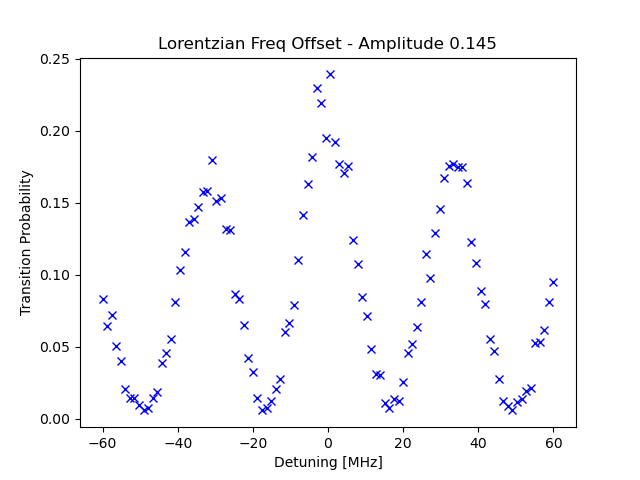 Lorentzian Freq Offset - Amplitude 0.145
0.25
0.20
0.15
0.10
0.05
0.00
Transition Probability
−60 −40 −20 0 20 40 60
Detuning [MHz]